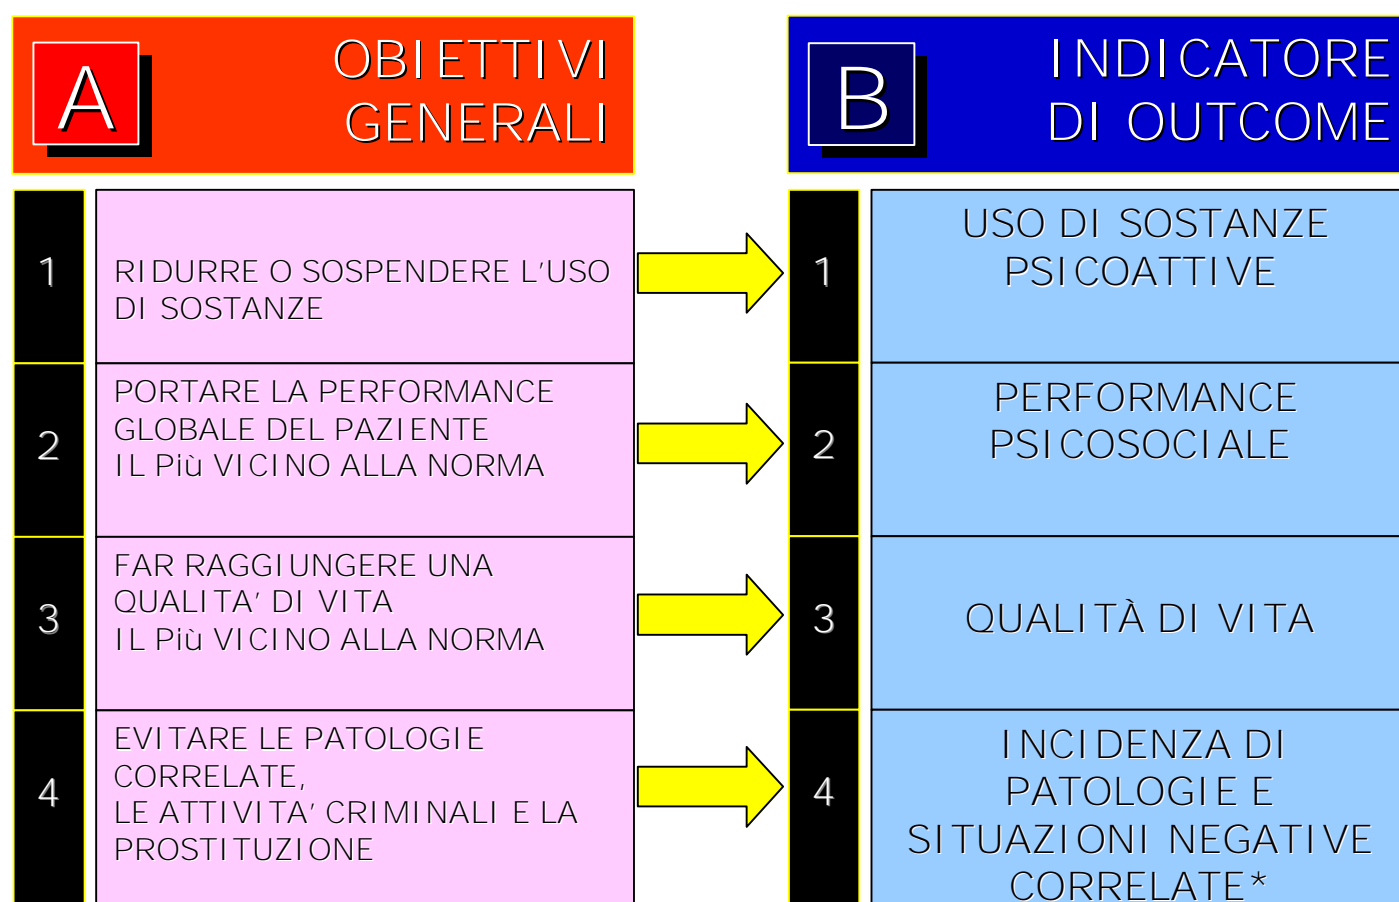 A
OBIETTIVI
GENERALI
B
INDICATORE
DI OUTCOME
1
RIDURRE O SOSPENDERE L'USO
DI SOSTANZE
1
USO DI SOSTANZE
PSICOATTIVE
2
PORTARE LA PERFORMANCE
GLOBALE DEL PAZIENTE
IL Più VICINO ALLA NORMA
2
PERFORMANCE
PSICOSOCIALE
3
FAR RAGGIUNGERE UNA
QUALITA' DI VITA
IL Più VICINO ALLA NORMA
3
QUALITÀ DI VITA
4
EVITARE LE PATOLOGIE
CORRELATE,
LE ATTIVITA' CRIMINALI E LA
PROSTITUZIONE
4
INCIDENZA DI
PATOLOGIE E
SITUAZIONI NEGATIVE
CORRELATE*